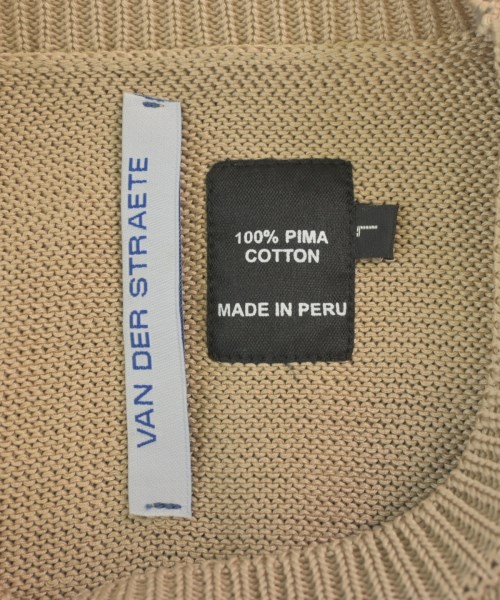 VAN DER STRAETE
100% PIMA
COTTON
MADE IN PERU
L